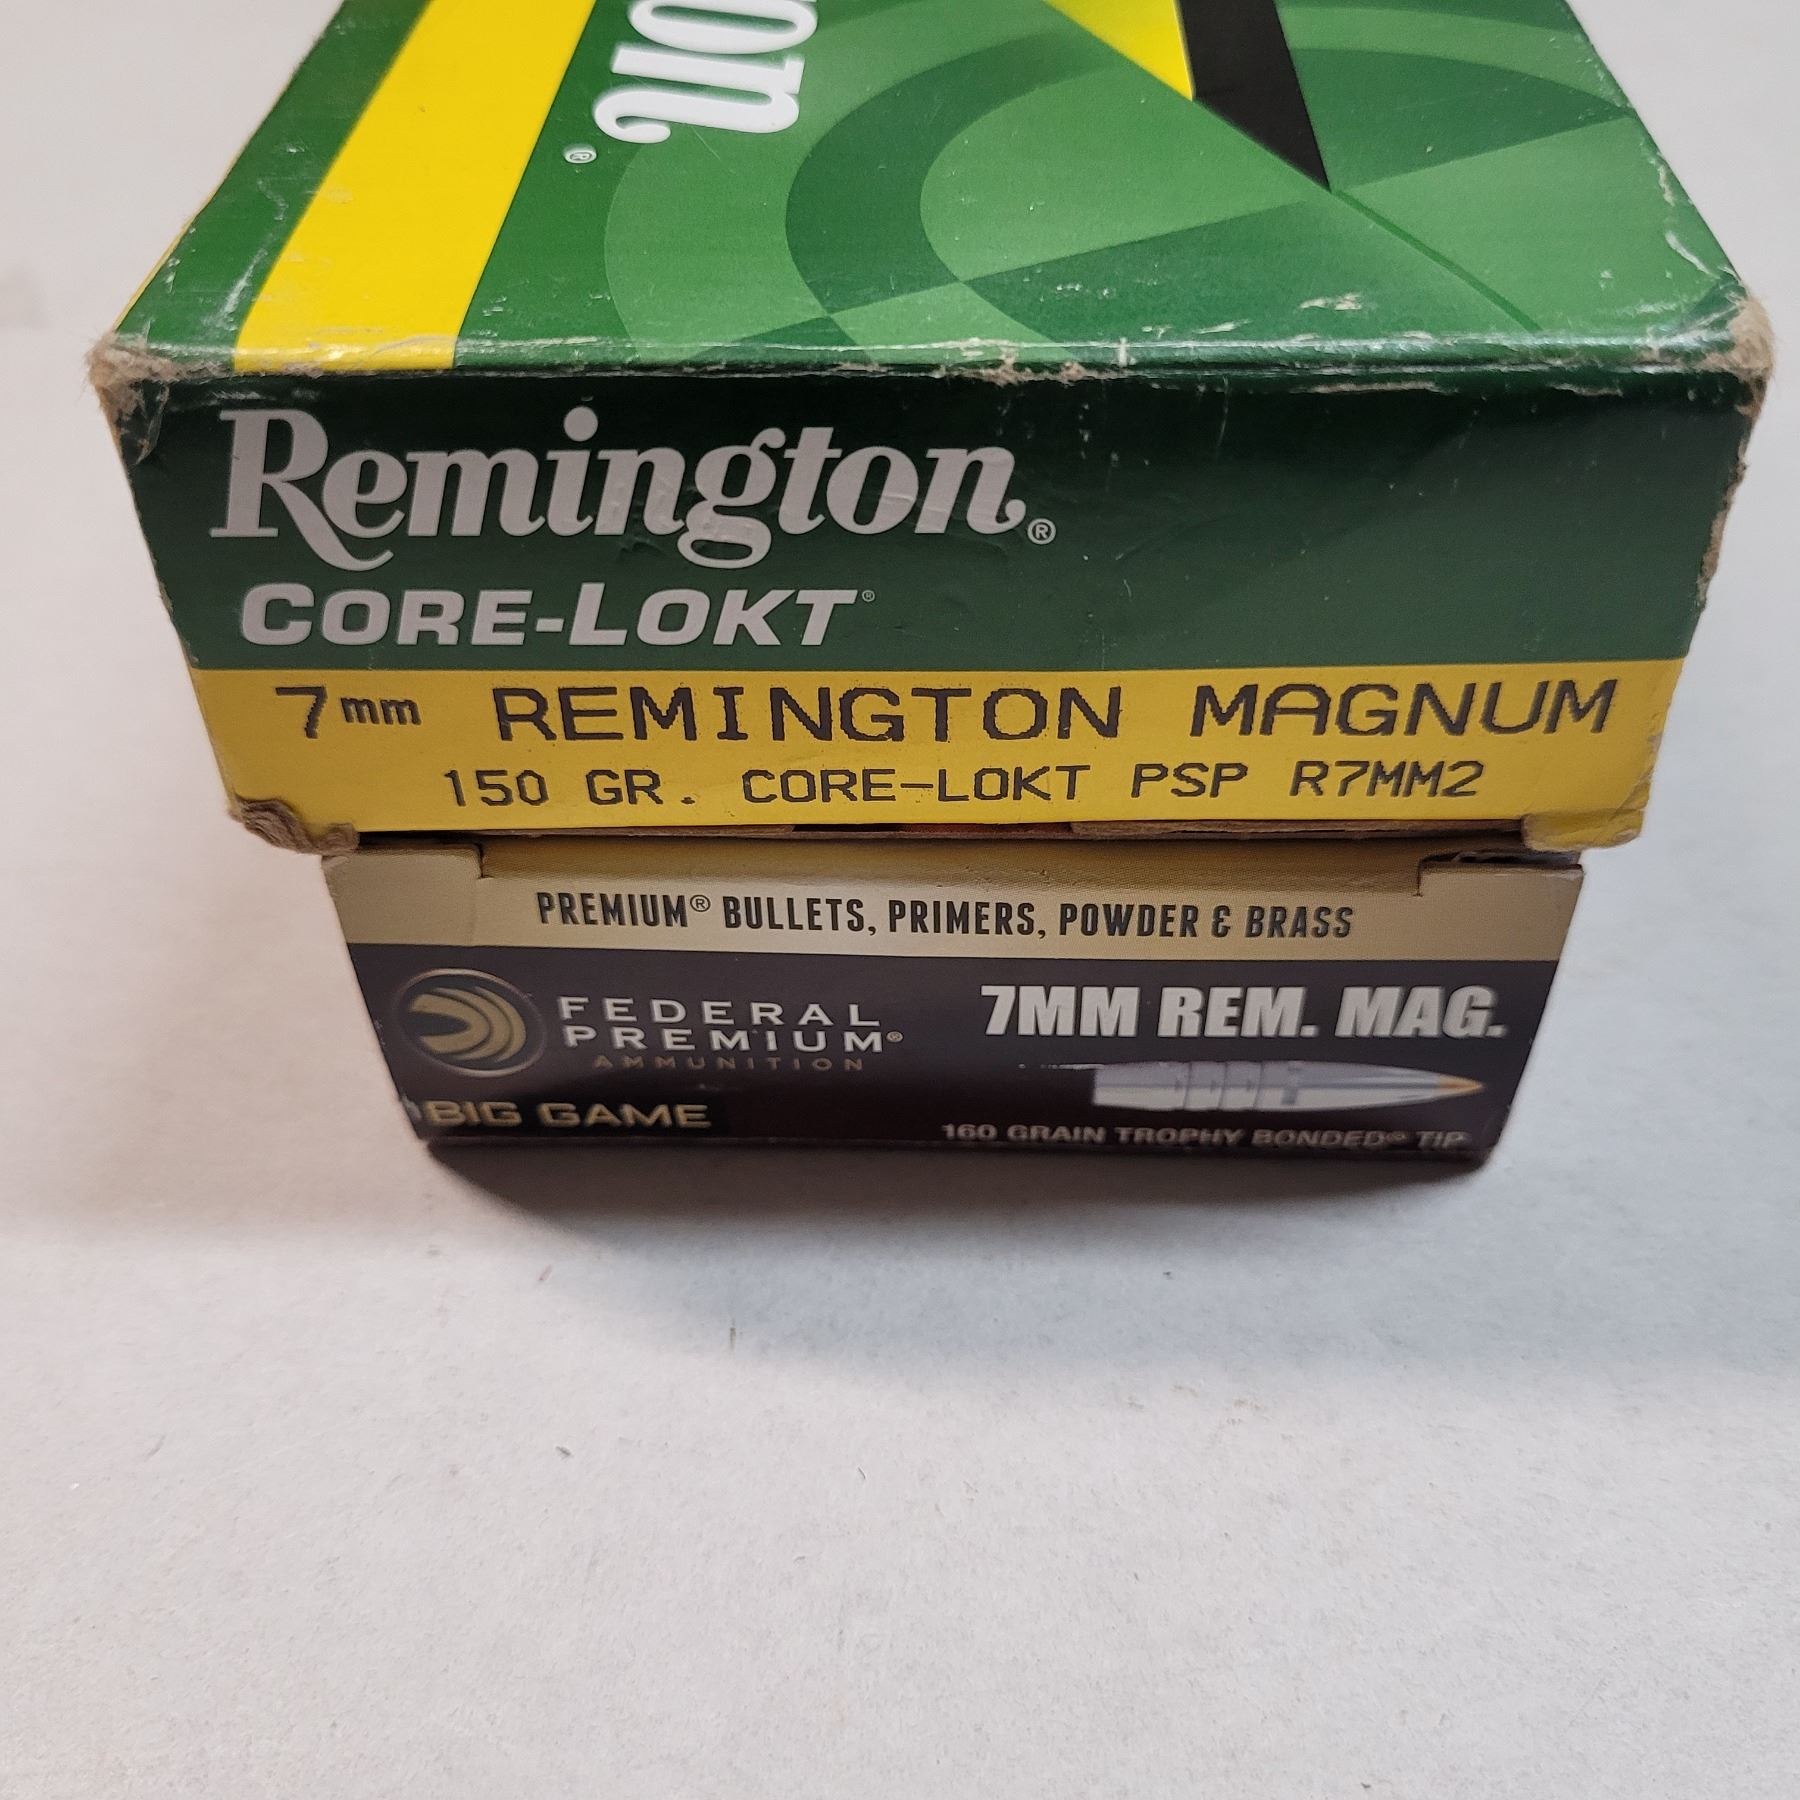 on®
Remington®
CORE-LOKT®
7mm REMINGTON MAGNUM
150 GR. CORE-LOKT PSP R7MM2
PREMIUM® BULLETS, PRIMERS, POWDER & BRASS
FEDERAL
PREMIUM®
AMMUNITION
BIG GAME
7MM REM. MAG.
160 GRAIN TROPHY BONDED® TIP